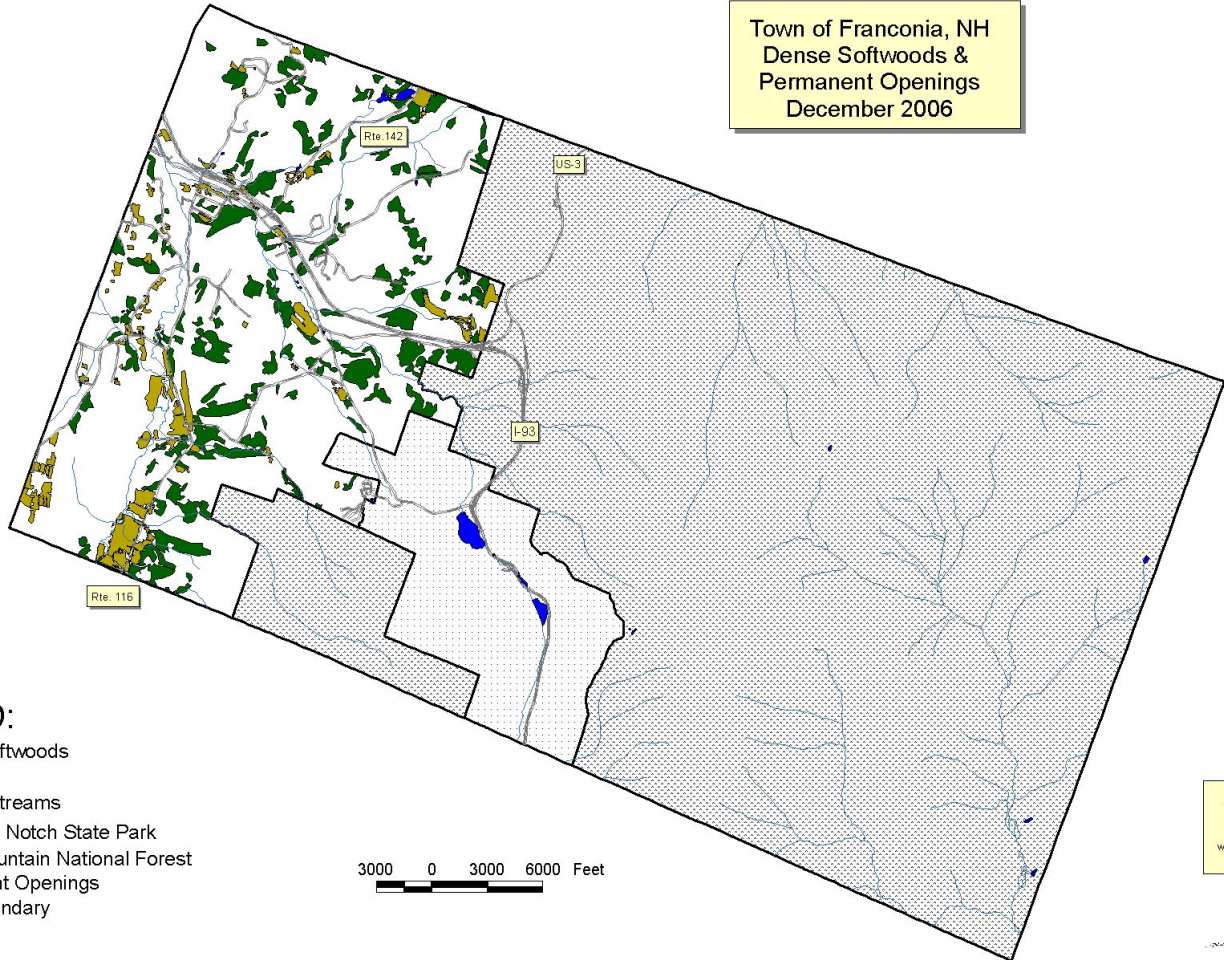 Town of Franconia, NH
Dense Softwoods &
Permanent Openings
December 2006
Rte.142
US-3
I-93
Rte. 116
D:
ftwoods
treams
Notch State Park
untain National Forest
nt Openings
ndary
3000 0 3000 6000 Feet
w